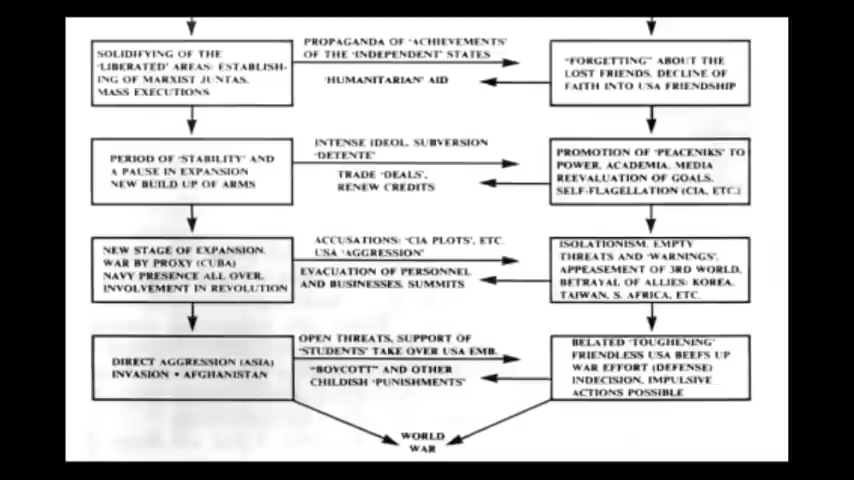 SOLIDIFYING OF THE
'LIBERATED' AREAS: ESTABLISH-
ING OF MARXIST JUNTAS,
MASS EXECUTIONS
PROPAGANDA OF 'ACHIEVEMENTS'
OF THE 'INDEPENDENT' STATES
'HUMANITARIAN' AID
"FORGETTING" ABOUT THE
LOST FRIENDS, DECLINE OF
FAITH INTO USA FRIENDSHIP
PERIOD OF 'STABILITY' AND
A PAUSE IN EXPANSION
NEW BUILD UP OF ARMS
INTENSE IDEOL. SUBVERSION
'DETENTE'
TRADE 'DEALS',
RENEW CREDITS
PROMOTION OF 'PEACENIKS' TO
POWER, ACADEMIA, MEDIA
REEVALUATION OF GOALS,
SELF-FLAGELLATION (CIA, ETC.)
NEW STAGE OF EXPANSION,
WAR BY PROXY (CUBA)
NAVY PRESENCE ALL OVER,
INVOLVEMENT IN REVOLUTION
ACCUSATIONS: 'CIA PLOTS', ETC.
USA 'AGGRESSION'
EVACUATION OF PERSONNEL
AND BUSINESSES, SUMMITS
ISOLATIONISM, EMPTY
THREATS AND 'WARNINGS',
APPEASEMENT OF 3RD WORLD,
BETRAYAL OF ALLIES: KOREA,
TAIWAN, S. AFRICA, ETC.
DIRECT AGGRESSION (ASIA)
INVASION • AFGHANISTAN
OPEN THREATS, SUPPORT OF
'STUDENTS' TAKE OVER USA EMB.
"BOYCOTT" AND OTHER
CHILDISH 'PUNISHMENTS'
BELATED 'TOUGHENING'
FRIENDLESS USA BEEFS UP
WAR EFFORT (DEFENSE)
INDECISION, IMPULSIVE
ACTIONS POSSIBLE
WORLD
WAR